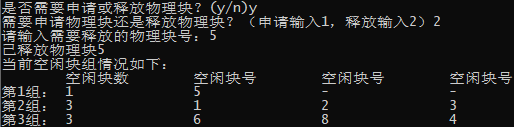 是否需要申请或释放物理块？(y/n)y
需要申请物理块还是释放物理块？（申请输入1，释放输入2）2
请输入需要释放的物理块号：5
已释放物理块5
当前空闲块组情况如下：
空闲块数 空闲块号 空闲块号 空闲块号
第1组： 1 5 - -
第2组： 3 1 2 3
第3组： 3 6 8 4